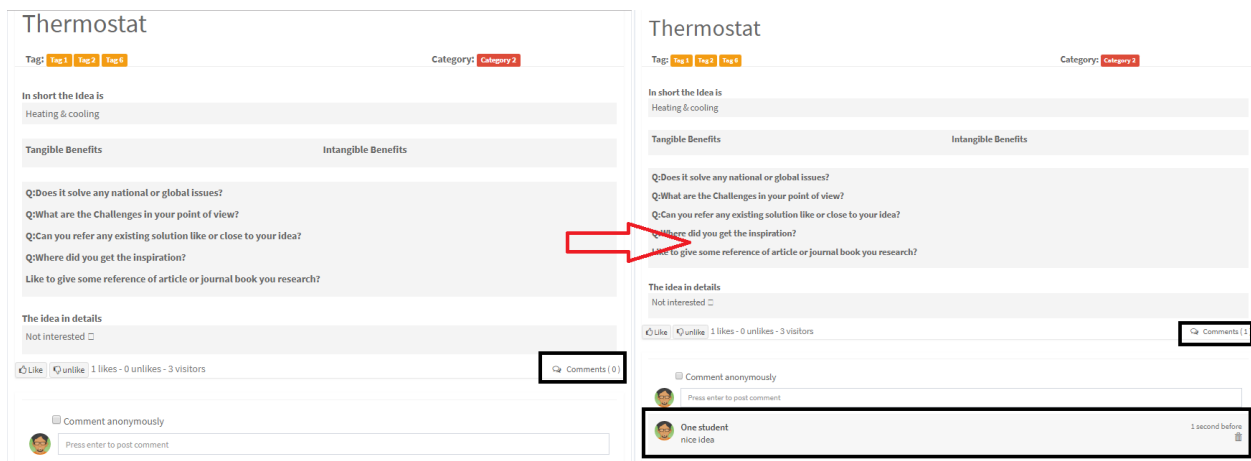 Thermostat
Tag: Tag 1 Tag 2 Tag 6 Category: Category 2
In short the Idea is
Heating & cooling
Tangible Benefits Intangible Benefits
Q:Does it solve any national or global issues?
Q:What are the Challenges in your point of view?
Q:Can you refer any existing solution like or close to your idea?
Q:Where did you get the inspiration?
Like to give some reference of article or journal book you research?
The idea in details
Not interested
Like unlike 1 likes - 0 unlikes - 3 visitors Comments ( 0 )
Comment anonymously
Press enter to post comment
Thermostat
Tag: Tag 1 Tag 2 Tag 6 Category: Category 2
In short the Idea is
Heating & cooling
Tangible Benefits Intangible Benefits
Q:Does it solve any national or global issues?
Q:What are the Challenges in your point of view?
Q:Can you refer any existing solution like or close to your idea?
Q:Where did you get the inspiration?
Like to give some reference of article or journal book you research?
The idea in details
Not interested
Like unlike 1 likes - 0 unlikes - 3 visitors Comments ( 1
Comment anonymously
Press enter to post comment
One student 1 second before
nice idea